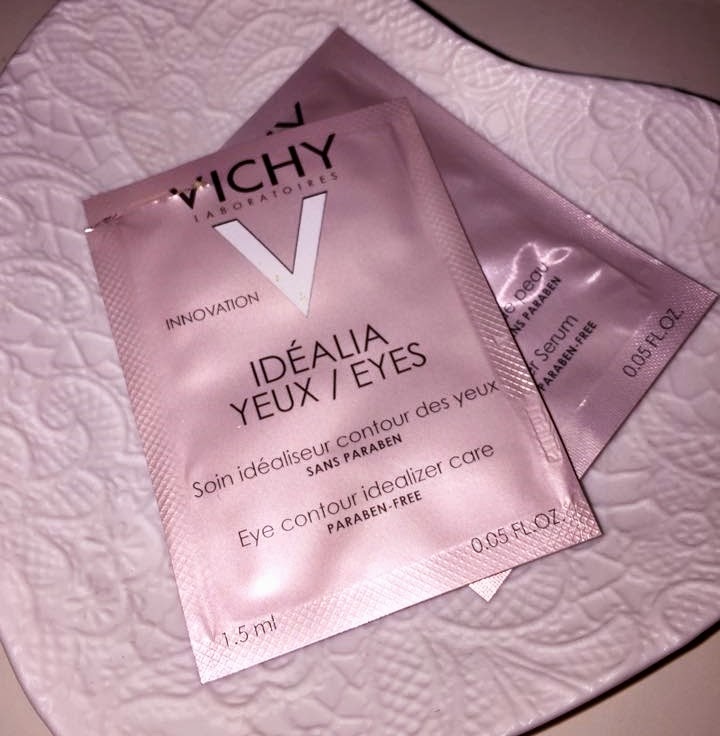 VICHY
LABORATOIRES
V
INNOVATION
IDÉALIA
YEUX / EYES
Soin idéaliseur contour des yeux
SANS PARABEN
Eye contour idealizer care
PARABEN-FREE
1.5 ml
0.05 FL.OZ.
peau
PARABEN
Serum
PARABEN-FREE
0.05 FL.OZ.